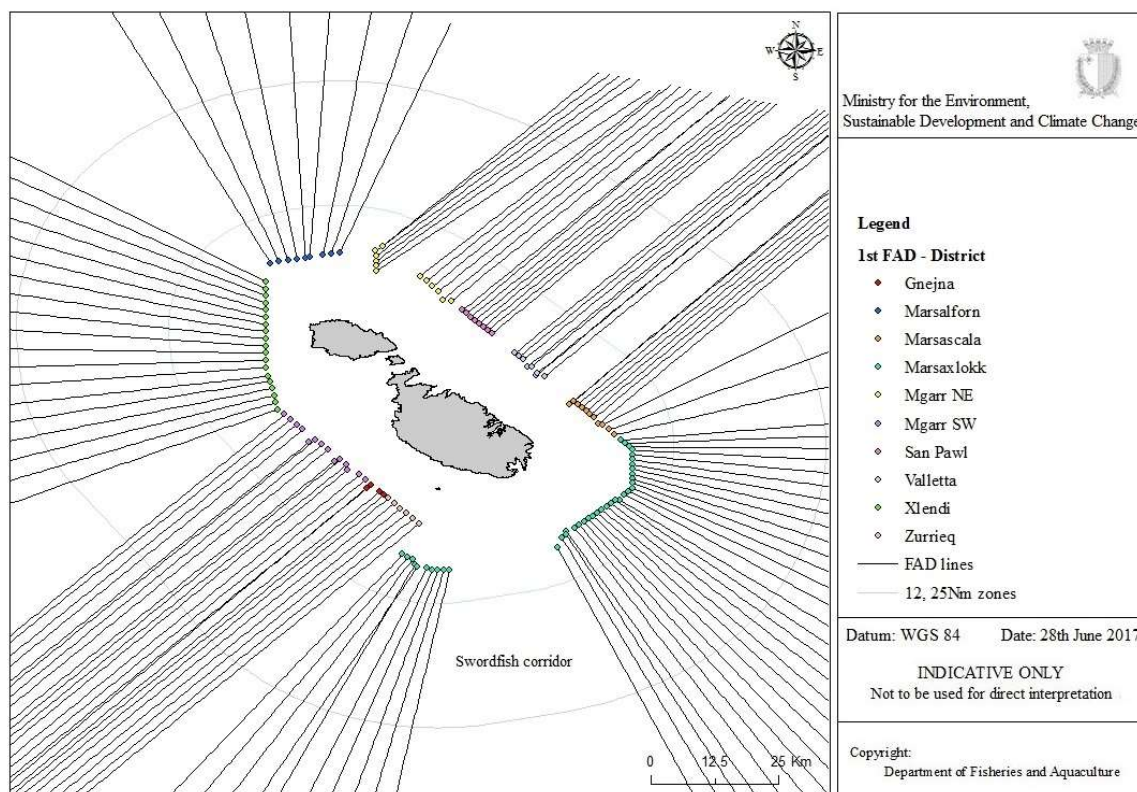 N
W E
S
Swordfish corridor
0 12.5 25 Km
Ministry for the Environment,
Sustainable Development and Climate Change
Legend
1st FAD - District
Gnejna
Marsalforn
Marsascala
Marsaxlokk
Mgarr NE
Mgarr SW
San Pawl
Valletta
Xlendi
Zurrieq
FAD lines
12, 25Nm zones
Datum: WGS 84 Date: 28th June 2017
INDICATIVE ONLY
Not to be used for direct interpretation
Copyright:
Department of Fisheries and Aquaculture